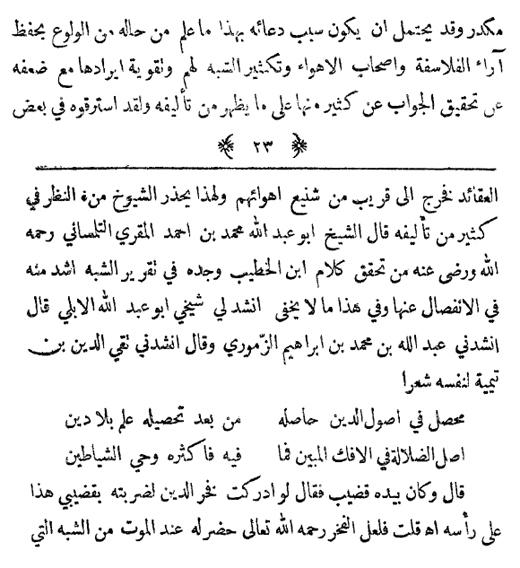 مكدر وقد يحتمل ان يكون سبب دعائه بهذا ما علم من حاله من الولوع بحفظ
آراء الفلاسفة واصحاب الاهواء وتكثير الشبه لهم وتقوية ايرادها مع ضعفه
عن تحقيق الجواب عن كثير منها على ما يظهر من تأليفه ولقد استرقوه في بعض
﴿ ٢٣ ﴾
العقائد فخرج الى قريب من شنيع اهوائهم ولهذا يحذر الشيوخ من النظر في
كثير من تأليفه قال الشيخ ابو عبد الله محمد بن احمد المقري التلمساني رحمه
الله ورضى عنه من تحقق كلام ابن الخطيب وجده في تقرير الشبه اشد منه
في الانفصال عنها وفي هذا ما لا يخفى انشد لي شيخي ابو عبد الله الابلي قال
انشدني عبد الله بن محمد بن ابراهيم الزموري وقال انشدني تقي الدين بن
تيمية لنفسه شعرا
محصل في اصول الدين حاصله من بعد تحصيله علم بلا دين
اصل الضلالة في الافك المبين فما فيه فاكثره وحي الشياطين
قال وكان بيده قضيب فقال لو ادركت فخر الدين لضربته بقضيبي هذا
على رأسه اه قلت فلعل الفخر رحمه الله تعالى حضر له عند الموت من الشبه التي